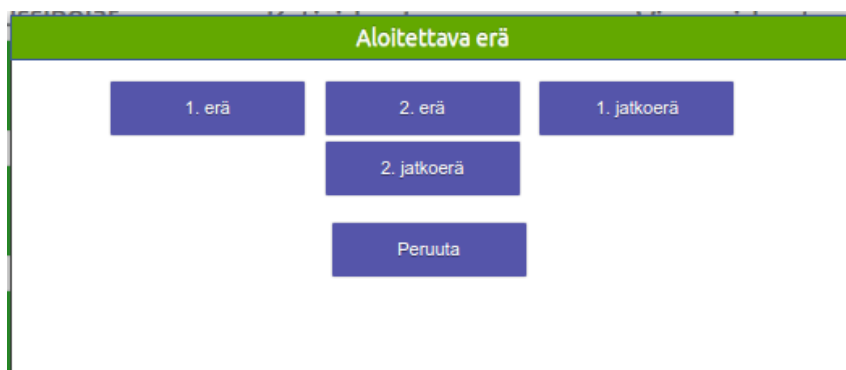 Aloitettava erä
1. erä 2. erä 1. jatkoerä
2. jatkoerä
Peruuta